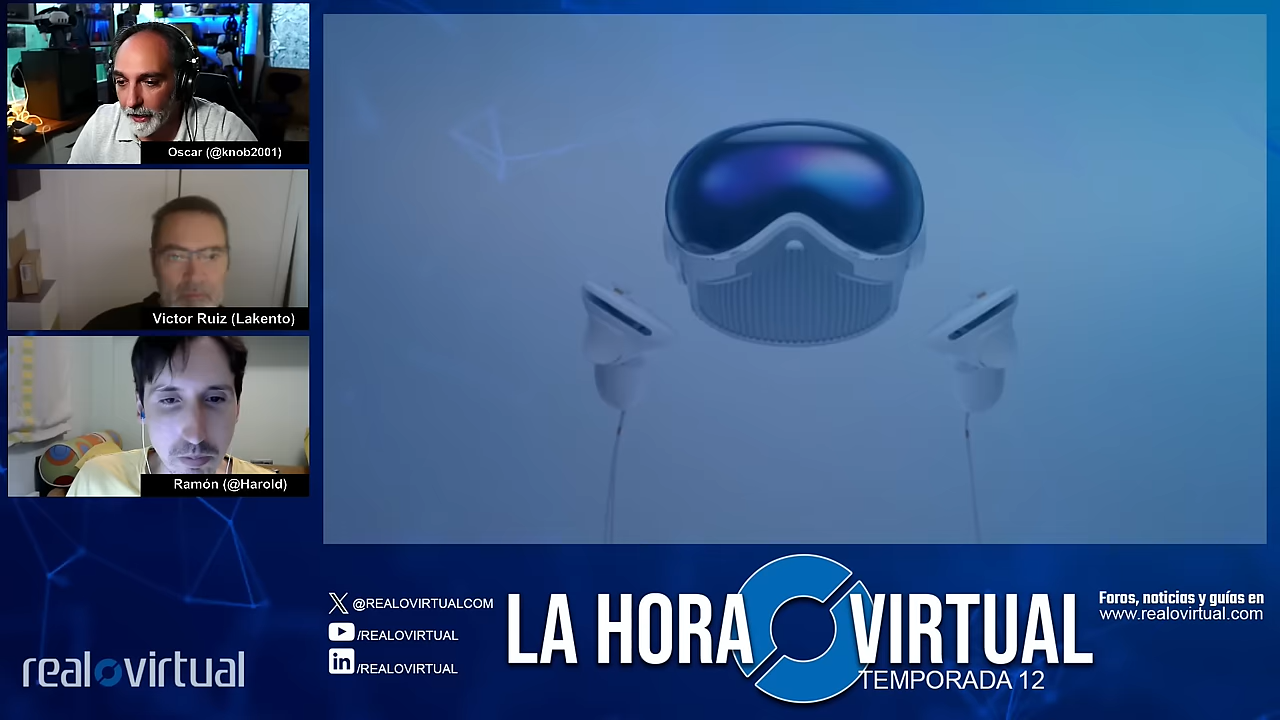 Oscar (@knob2001)
Victor Ruiz (Lakento)
Ramón (@Harold)
realovirtual
@REALOVIRTUALCOM
/REALOVIRTUAL
in /REALOVIRTUAL
LA HORA VIRTUAL
TEMPORADA 12
Foros, noticias y guías en
www.realovirtual.com